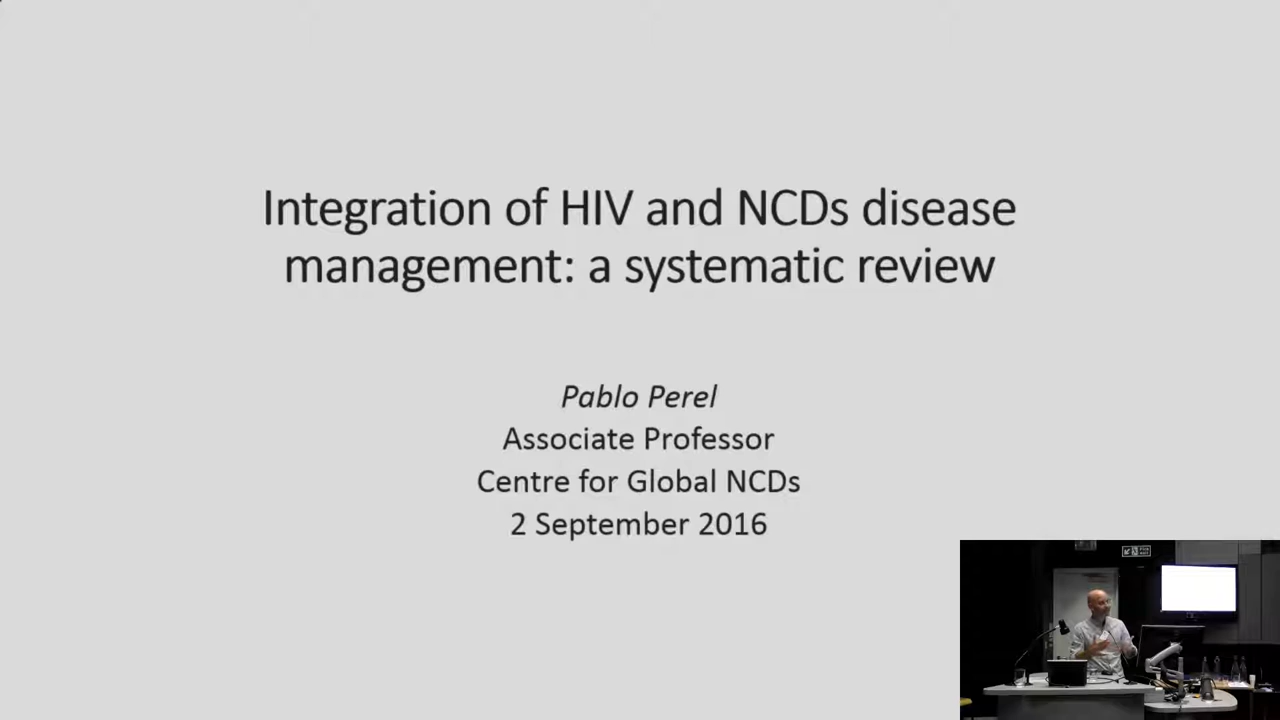 Integration of HIV and NCDs disease
management: a systematic review
Pablo Perel
Associate Professor
Centre for Global NCDs
2 September 2016